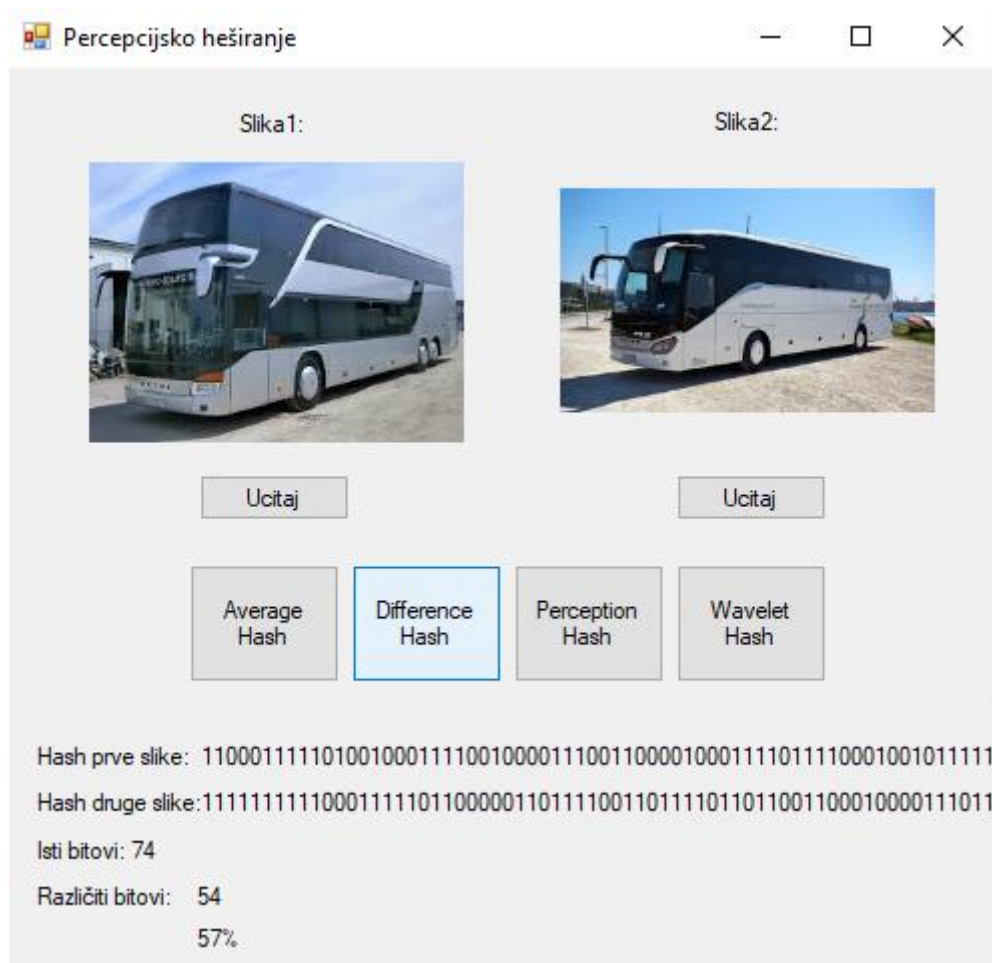 Percepcijsko heširanje
Slika1:
Slika2:
Ucitaj
Ucitaj
Average
Hash
Difference
Hash
Perception
Hash
Wavelet
Hash
Hash prve slike: 110001111101001000111100100001110011000010001111011110001001011111
Hash druge slike:111111111100011111011000001101111001101111011011001100010000111011
Isti bitovi: 74
Različiti bitovi: 54
57%